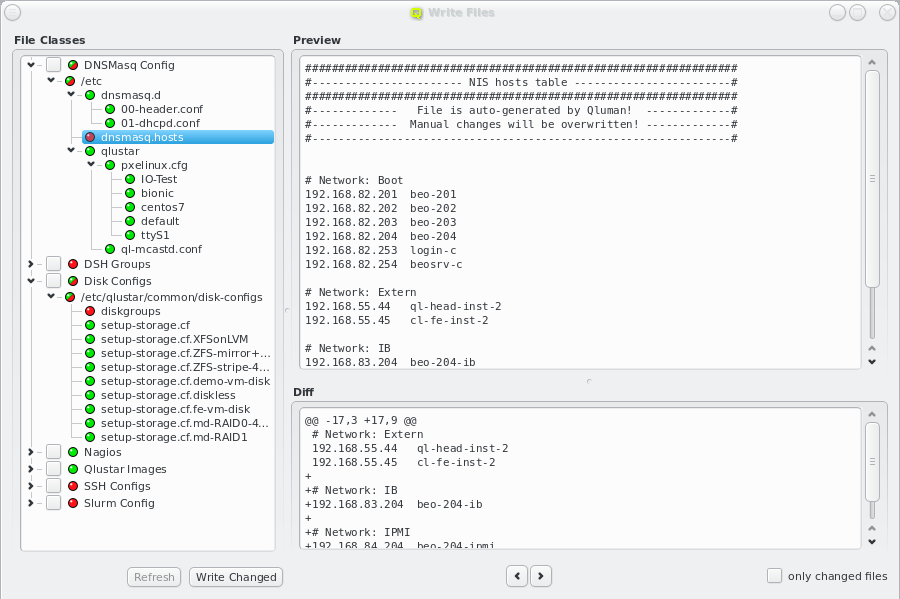 Write Files
File Classes
DNSMasq Config
/etc
dnsmasq.d
00-header.conf
01-dhcpd.conf
dnsmasq.hosts
qlustar
pxelinux.cfg
IO-Test
bionic
centos7
default
ttyS1
ql-mcastd.conf
DSH Groups
Disk Configs
/etc/qlustar/common/disk-configs
diskgroups
setup-storage.cf
setup-storage.cf.XFSonLVM
setup-storage.cf.ZFS-mirror+...
setup-storage.cf.ZFS-stripe-4...
setup-storage.cf.demo-vm-disk
setup-storage.cf.diskless
setup-storage.cf.fe-vm-disk
setup-storage.cf.md-RAID0-4...
setup-storage.cf.md-RAID1
Nagios
Qlustar Images
SSH Configs
Slurm Config
Refresh
Write Changed
Preview
##################################################################
#----------------------- NIS hosts table ------------------------#
##################################################################
#-------------   File is auto-generated by Qluman!  -------------#
#-------------  Manual changes will be overwritten! -------------#
#----------------------------------------------------------------#
# Network: Boot
192.168.82.201  beo-201
192.168.82.202  beo-202
192.168.82.203  beo-203
192.168.82.204  beo-204
192.168.82.253  login-c
192.168.82.254  beosrv-c
# Network: Extern
192.168.55.44   ql-head-inst-2
192.168.55.45   cl-fe-inst-2
# Network: IB
192.168.83.204  beo-204-ib
Diff
@@ -17,3 +17,9 @@
 # Network: Extern
 192.168.55.44   ql-head-inst-2
 192.168.55.45   cl-fe-inst-2
+
+# Network: IB
+192.168.83.204  beo-204-ib
+
+# Network: IPMI
+192.168.84.204  beo-204-ipmi
only changed files